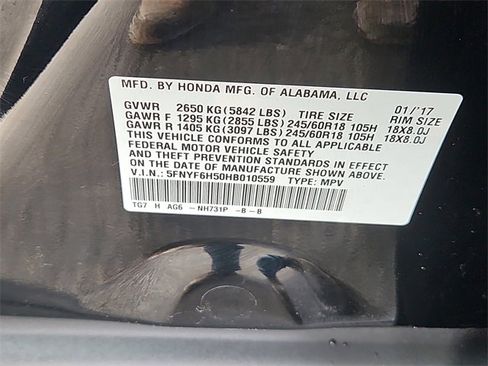 MFD. BY HONDA MFG. OF ALABAMA, LLC
01/'17
GVWR 2650 KG (5842 LBS) TIRE SIZE RIM SIZE
GAWR F 1295 KG (2855 LBS) 245/60R18 105H 18X8.0J
GAWR R 1405 KG (3097 LBS) 245/60R18 105H 18X8.0J
THIS VEHICLE CONFORMS TO ALL APPLICABLE
FEDERAL MOTOR VEHICLE SAFETY
AND THEFT PREVENTION STANDARDS IN EFFECT
ON THE DATE OF MANUFACTURE SHOWN ABOVE.
V.I.N.: 5FNYF6H50HB010559 TYPE: MPV
TG7 H AG6 -NH731P -B-B